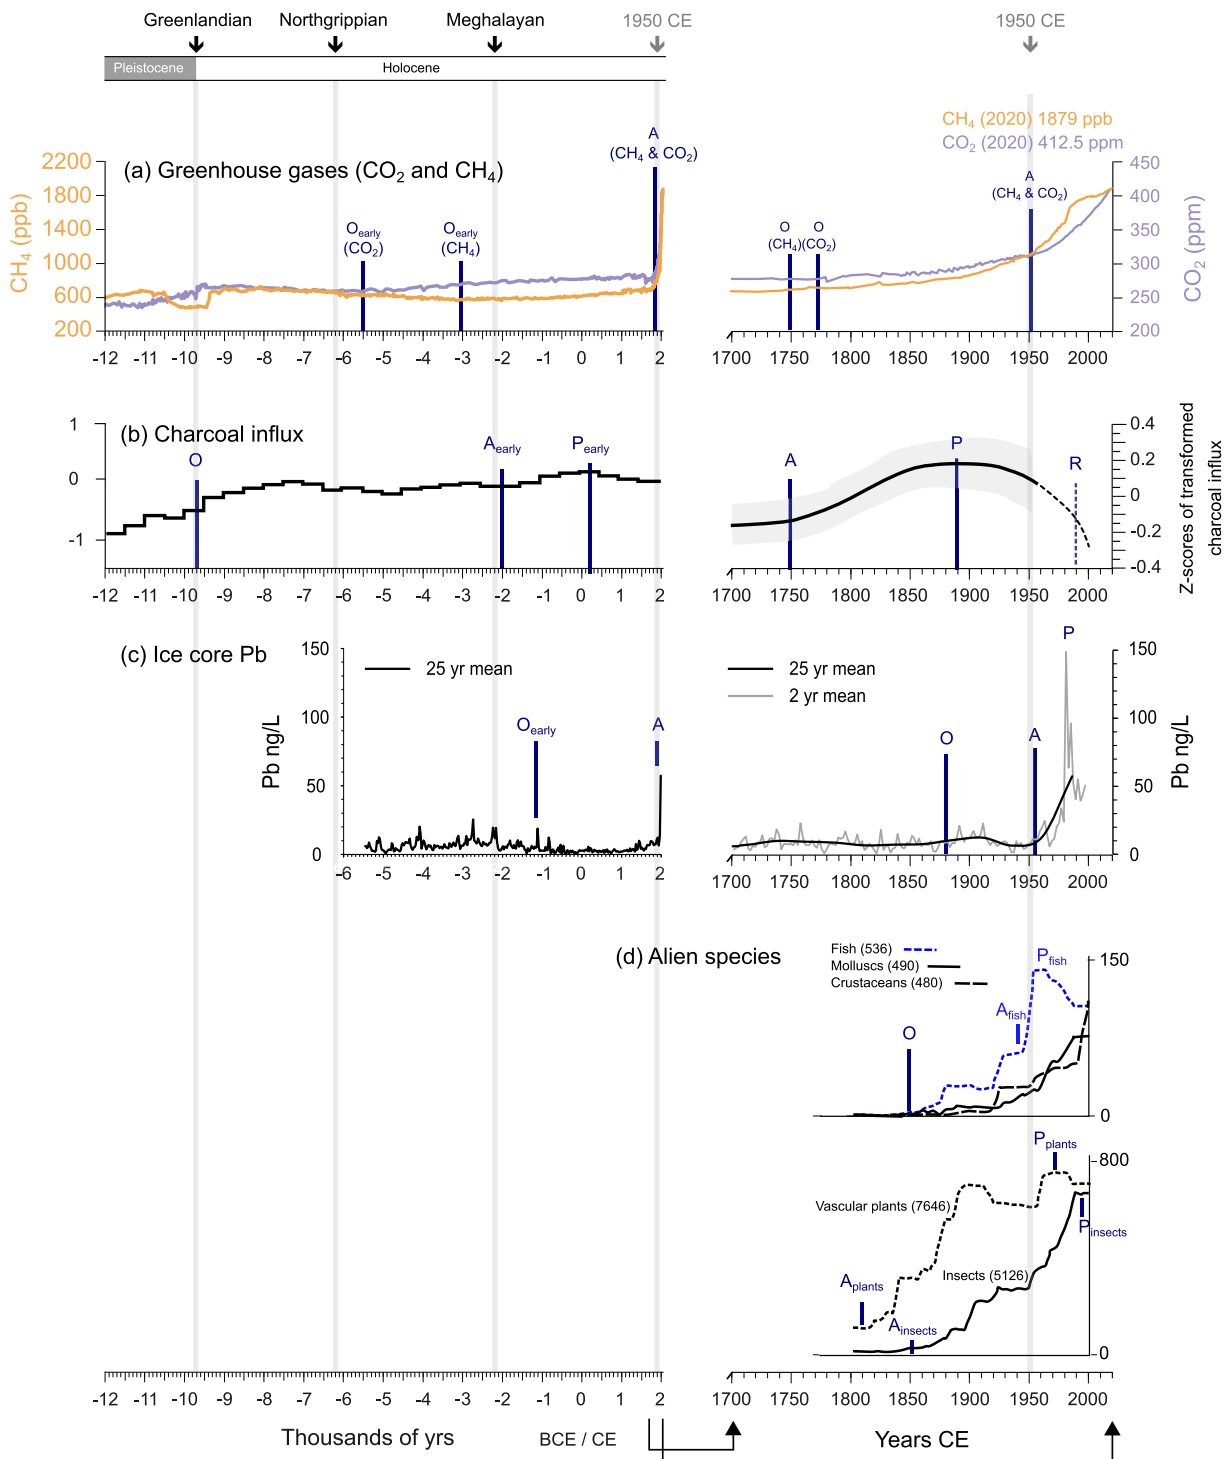 Greenlandian Northgrippian Meghalayan 1950 CE 1950 CE
Pleistocene Holocene
CH4 (2020) 1879 ppb
CO2 (2020) 412.5 ppm
(a) Greenhouse gases (CO2 and CH4)
A
(CH4 & CO2)
A
(CH4 & CO2)
Oearly
(CO2)
Oearly
(CH4)
O
(CH4)
O
(CO2)
CH4 (ppb)
2200
1800
1400
1000
600
200
CO2 (ppm)
450
400
350
300
250
200
-12 -11 -10 -9 -8 -7 -6 -5 -4 -3 -2 -1 0 1 2
1700 1750 1800 1850 1900 1950 2000
(b) Charcoal influx
1
0
-1
O Aearly Pearly
A P R
0.4
0.2
0
-0.2
-0.4
Z-scores of transformed
charcoal influx
-12 -11 -10 -9 -8 -7 -6 -5 -4 -3 -2 -1 0 1 2
1700 1750 1800 1850 1900 1950 2000
(c) Ice core Pb
Pb ng/L
150
100
50
0
25 yr mean
Oearly A
25 yr mean
2 yr mean
O A P
150
100
50
0
Pb ng/L
-6 -5 -4 -3 -2 -1 0 1 2
1700 1750 1800 1850 1900 1950 2000
(d) Alien species
Fish (536)
Molluscs (490)
Crustaceans (480)
Pfish
Afish
O
150
0
Pplants
800
Vascular plants (7646)
Pinsects
Insects (5126)
Aplants
Ainsects
0
-12 -11 -10 -9 -8 -7 -6 -5 -4 -3 -2 -1 0 1 2
1700 1750 1800 1850 1900 1950 2000
Thousands of yrs BCE / CE Years CE